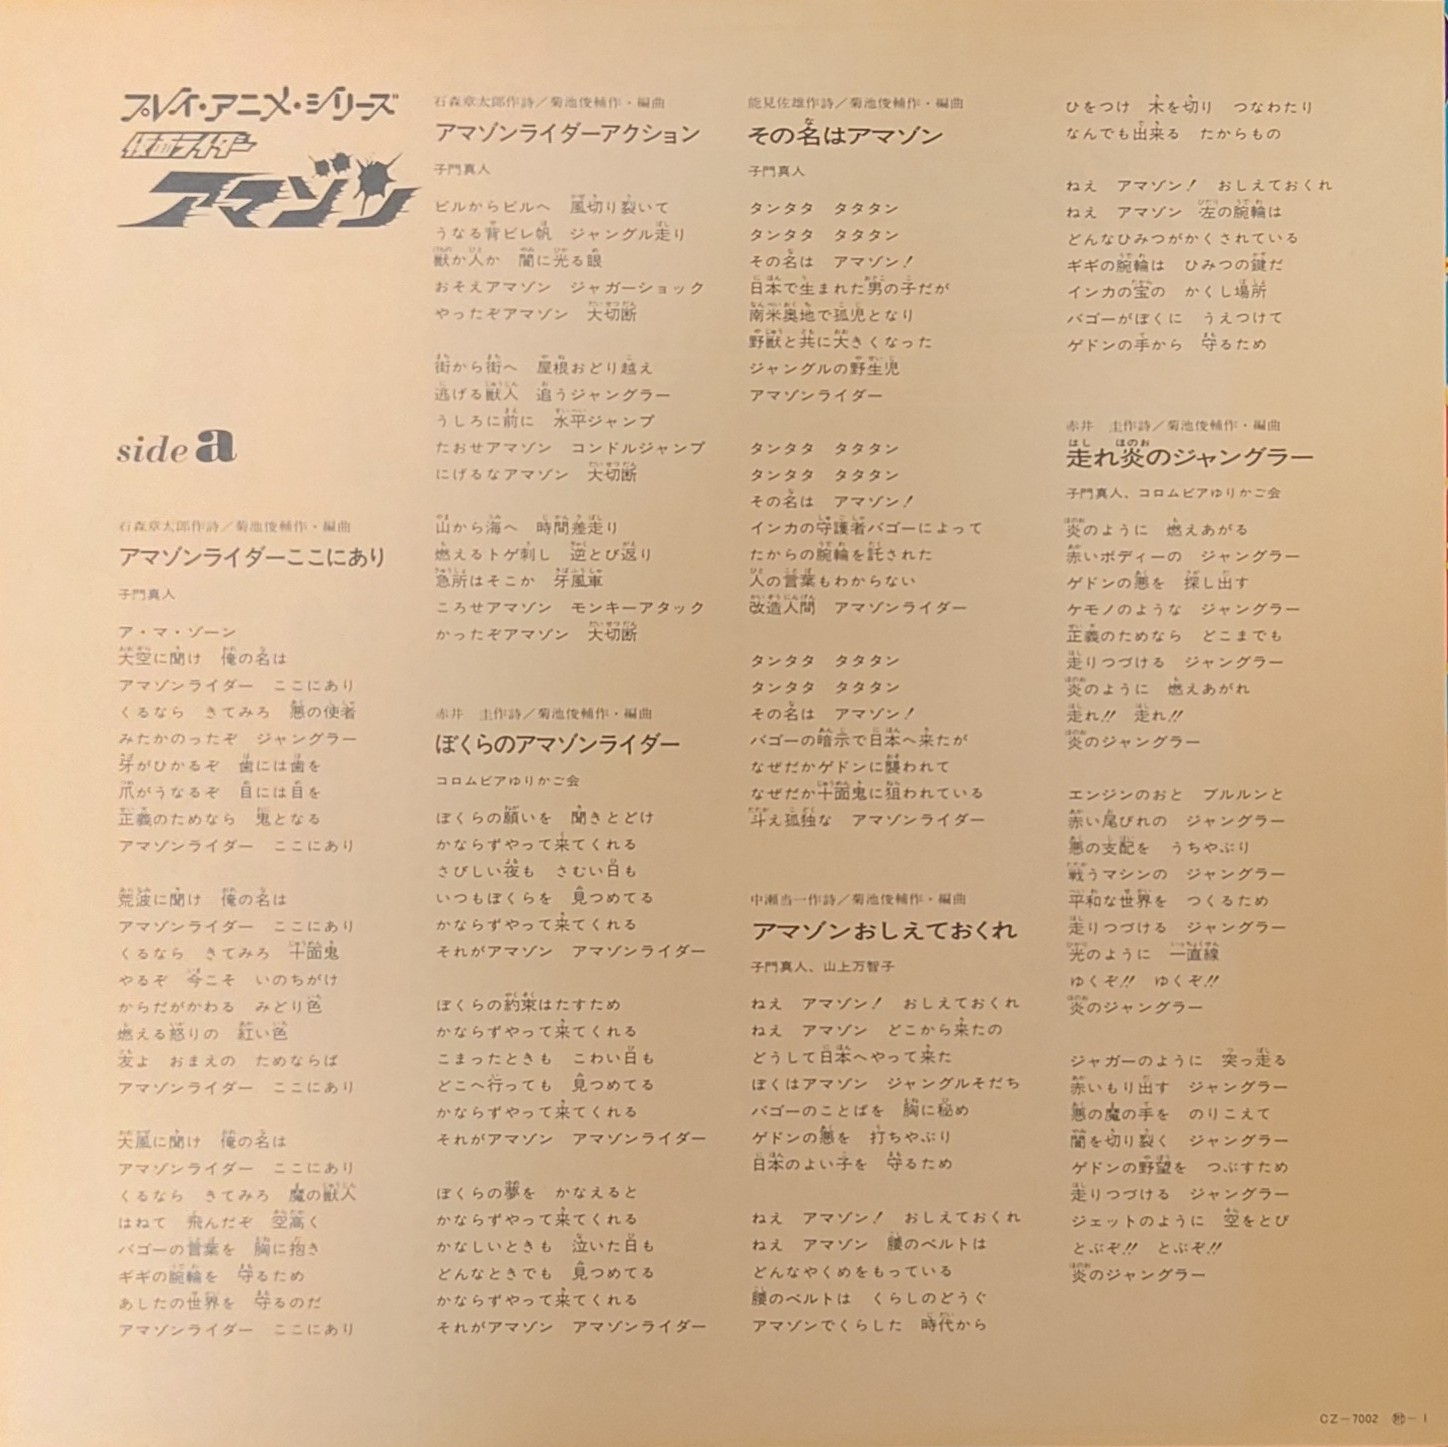 プレイ・アニメ・シリーズ
仮面ライダー
アマゾン
side a
石森章太郎作詩／菊池俊輔作・編曲
アマゾンライダーここにあり
子門真人
ア・マ・ゾーン
大空に聞け　俺の名は
アマゾンライダー　ここにあり
くるなら　きてみろ　悪の使者
みたかのったぞ　ジャングラー
牙がひかるぞ　歯には歯を
爪がうなるぞ　目には目を
正義のためなら　鬼となる
アマゾンライダー　ここにあり
荒波に聞け　俺の名は
アマゾンライダー　ここにあり
くるなら　きてみろ　十面鬼
やるぞ　今こそ　いのちがけ
からだがかわる　みどり色
燃える怒りの　紅い色
友よ　おまえの　ためならば
アマゾンライダー　ここにあり
大風に聞け　俺の名は
アマゾンライダー　ここにあり
くるなら　きてみろ　魔の獣人
はねて　飛んだぞ　空高く
バゴーの言葉を　胸に抱き
ギギの腕輪を　守るため
あしたの世界を　守るのだ
アマゾンライダー　ここにあり
石森章太郎作詩／菊池俊輔作・編曲
アマゾンライダーアクション
子門真人
ビルからビルへ　風切り裂いて
うなる背ビレ帆　ジャングル走り
獣か人か　闇に光る眼
おそえアマゾン　ジャガーショック
やったぞアマゾン　大切断
街から街へ　屋根おどり越え
逃げる獣人　追うジャングラー
うしろに前に　水平ジャンプ
たおせアマゾン　コンドルジャンプ
にげるなアマゾン　大切断
山から海へ　時間差走り
燃えるトゲ刺し　逆とび返り
急所はそこか　牙風車
ころせアマゾン　モンキーアタック
かったぞアマゾン　大切断
赤井　圭作詩／菊池俊輔作・編曲
ぼくらのアマゾンライダー
コロムビアゆりかご会
ぼくらの願いを　聞きとどけ
かならずやって来てくれる
さびしい夜も　さむい日も
いつもぼくらを　見つめてる
かならずやって来てくれる
それがアマゾン　アマゾンライダー
ぼくらの約束はたすため
かならずやって来てくれる
こまったときも　こわい日も
どこへ行っても　見つめてる
かならずやって来てくれる
それがアマゾン　アマゾンライダー
ぼくらの夢を　かなえると
かならずやって来てくれる
かなしいときも　泣いた日も
どんなときでも　見つめてる
かならずやって来てくれる
それがアマゾン　アマゾンライダー
能見佐雄作詩／菊池俊輔作・編曲
その名はアマゾン
子門真人
タンタタ　タタタン
タンタタ　タタタン
その名は　アマゾン！
日本で生まれた男の子だが
南米奥地で孤児となり
野獣と共に大きくなった
ジャングルの野生児
アマゾンライダー
タンタタ　タタタン
タンタタ　タタタン
その名は　アマゾン！
インカの守護者バゴーによって
たからの腕輪を託された
人の言葉もわからない
改造人間　アマゾンライダー
タンタタ　タタタン
タンタタ　タタタン
その名は　アマゾン！
バゴーの暗示で日本へ来たが
なぜだかゲドンに襲われて
なぜだか十面鬼に狙われている
斗え孤独な　アマゾンライダー
中瀬当一作詩／菊池俊輔作・編曲
アマゾンおしえておくれ
子門真人、山上万智子
ねえ　アマゾン！　おしえておくれ
ねえ　アマゾン　どこから来たの
どうして日本へやって来た
ぼくはアマゾン　ジャングルそだち
バゴーのことばを　胸に秘め
ゲドンの悪を　打ちやぶり
日本のよい子を　守るため
ねえ　アマゾン！　おしえておくれ
ねえ　アマゾン　腰のベルトは
どんなやくめをもっている
腰のベルトは　くらしのどうぐ
アマゾンでくらした　時代から
ひをつけ　木を切り　つなわたり
なんでも出来る　たからもの
ねえ　アマゾン！　おしえておくれ
ねえ　アマゾン　左の腕輪は
どんなひみつがかくされている
ギギの腕輪は　ひみつの鍵だ
インカの宝の　かくし場所
バゴーがぼくに　うえつけて
ゲドンの手から　守るため
赤井　圭作詩／菊池俊輔作・編曲
走れ炎のジャングラー
子門真人、コロムビアゆりかご会
炎のように　燃えあがる
赤いボディーの　ジャングラー
ゲドンの悪を　探し出す
ケモノのような　ジャングラー
正義のためなら　どこまでも
走りつづける　ジャングラー
炎のように　燃えあがれ
走れ!!　走れ!!
炎のジャングラー
エンジンのおと　ブルルンと
赤い尾びれの　ジャングラー
悪の支配を　うちやぶり
戦うマシンの　ジャングラー
平和な世界を　つくるため
走りつづける　ジャングラー
光のように　一直線
ゆくぞ!!　ゆくぞ!!
炎のジャングラー
ジャガーのように　突っ走る
赤いもり出す　ジャングラー
悪の魔の手を　のりこえて
闇を切り裂く　ジャングラー
ゲドンの野望を　つぶすため
走りつづける　ジャングラー
ジェットのように　空をとび
とぶぞ!!　とぶぞ!!
炎のジャングラー
CZ－7002　－1